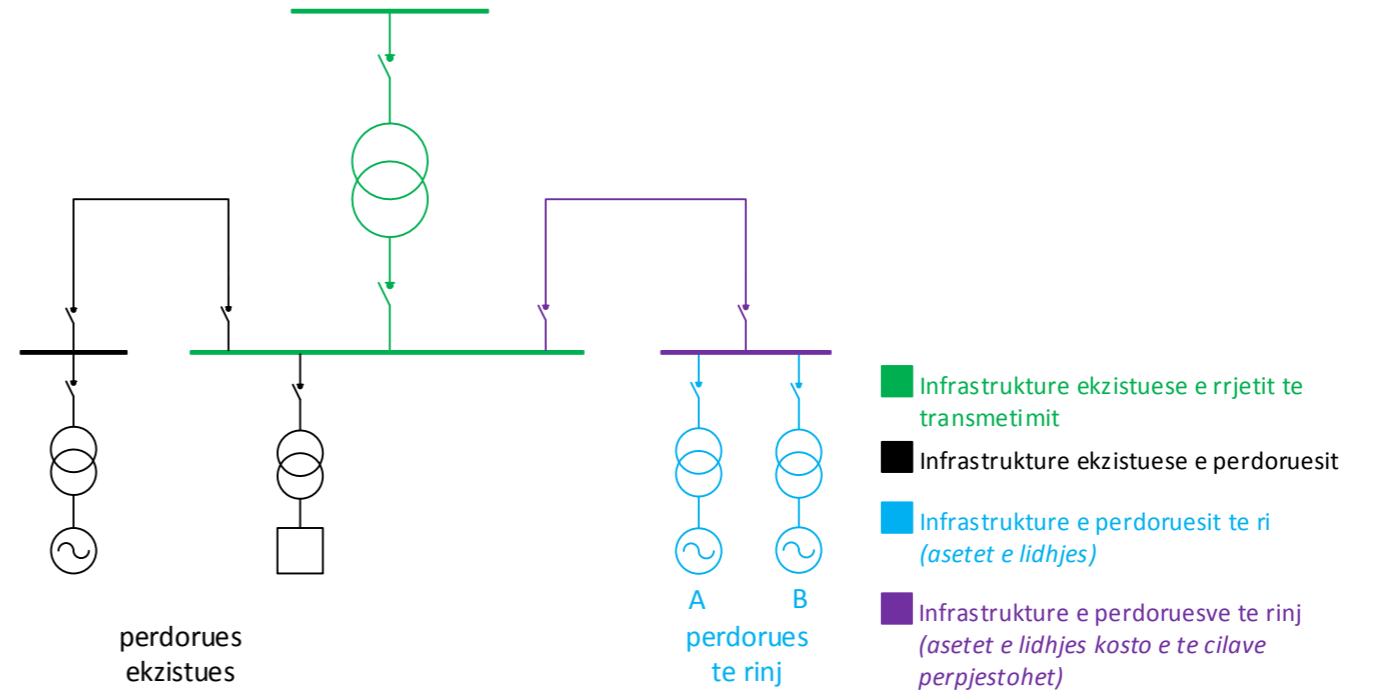 Infrastrukture ekzistuese e rrjetit te
transmetimit
Infrastrukture ekzistuese e perdoruesit
Infrastrukture e perdoruesit te ri
(asetet e lidhjes)
A
B
Infrastrukture e perdoruesve te rinj
(asetet e lidhjes kosto e te cilave
perpjestohet)
perdorues
ekzistues
perdorues
te rinj